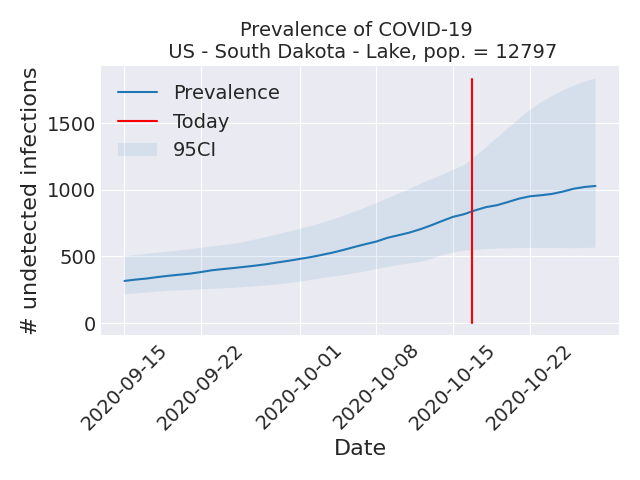 Prevalence of COVID-19
US - South Dakota - Lake, pop. = 12797
# undetected infections
1500
1000
500
0
Prevalence
Today
95CI
2020-09-15
2020-09-22
2020-10-01
2020-10-08
2020-10-15
2020-10-22
Date